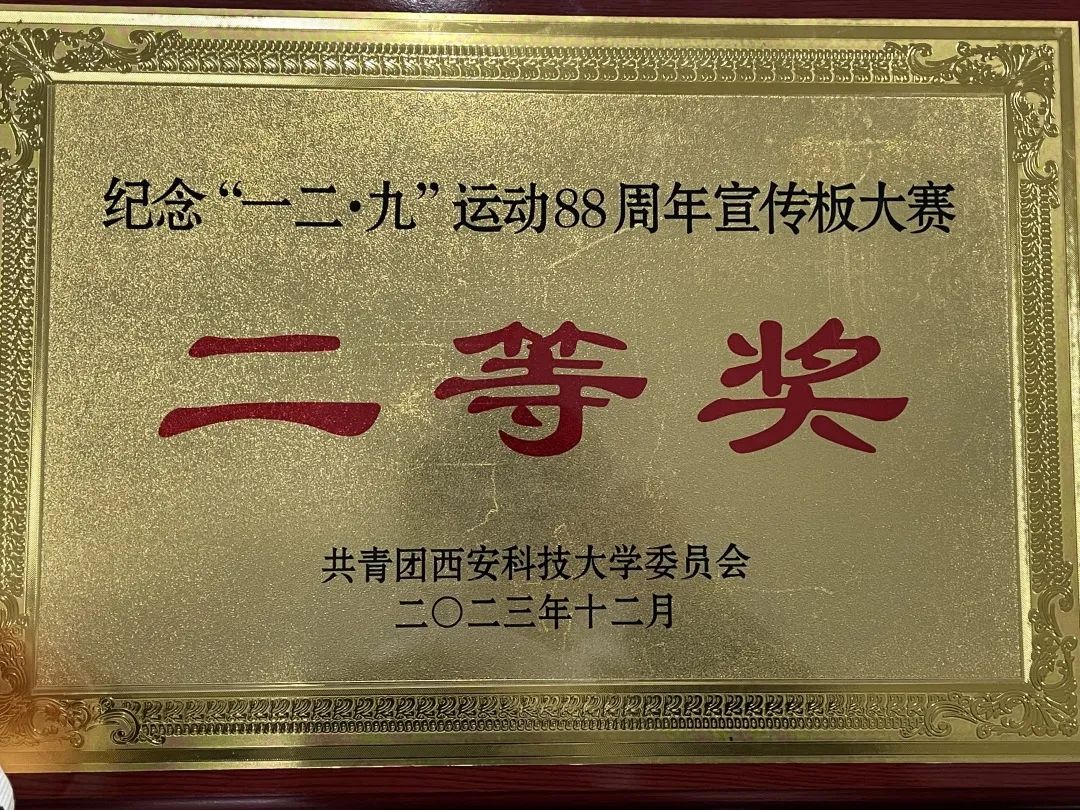 纪念“一二·九”运动88周年宣传板大赛
二等奖
共青团西安科技大学委员会
二〇二三年十二月